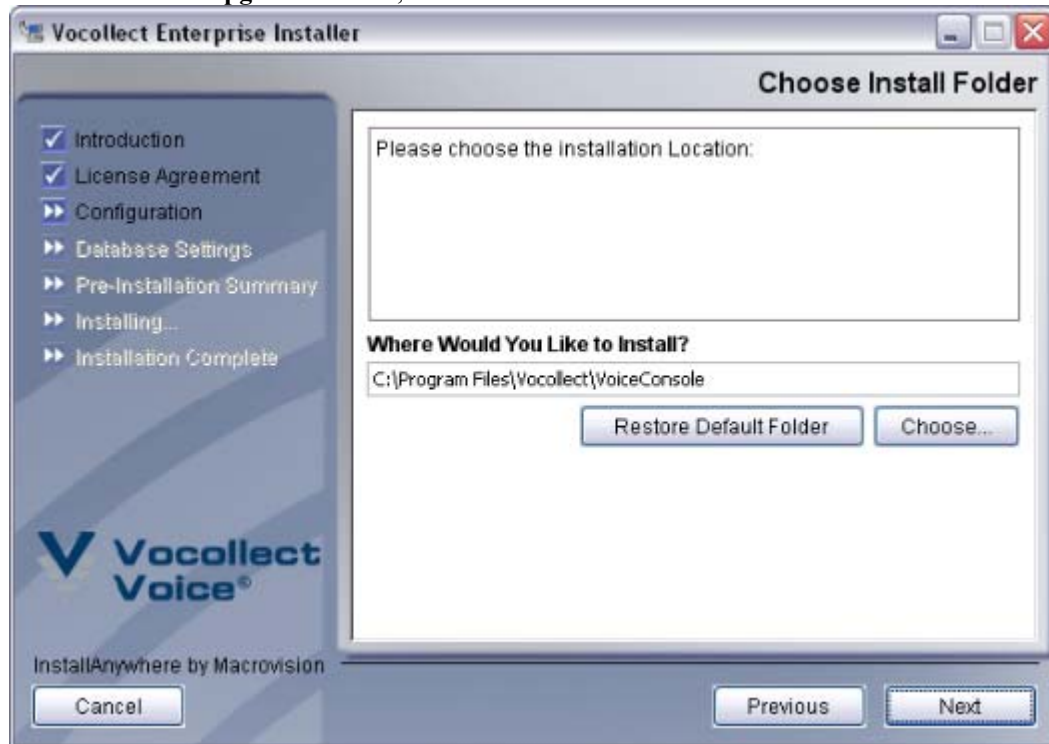 Vocollect Enterprise Installer
Choose Install Folder
Introduction
License Agreement
Configuration
Database Settings
Pre-Installation Summary
Installing...
Installation Complete
Please choose the installation Location:
Where Would You Like to Install?
C:\Program Files\Vocollect\VoiceConsole
Restore Default Folder
Choose...
Vocollect
Voice®
InstallAnywhere by Macrovision
Cancel
Previous
Next